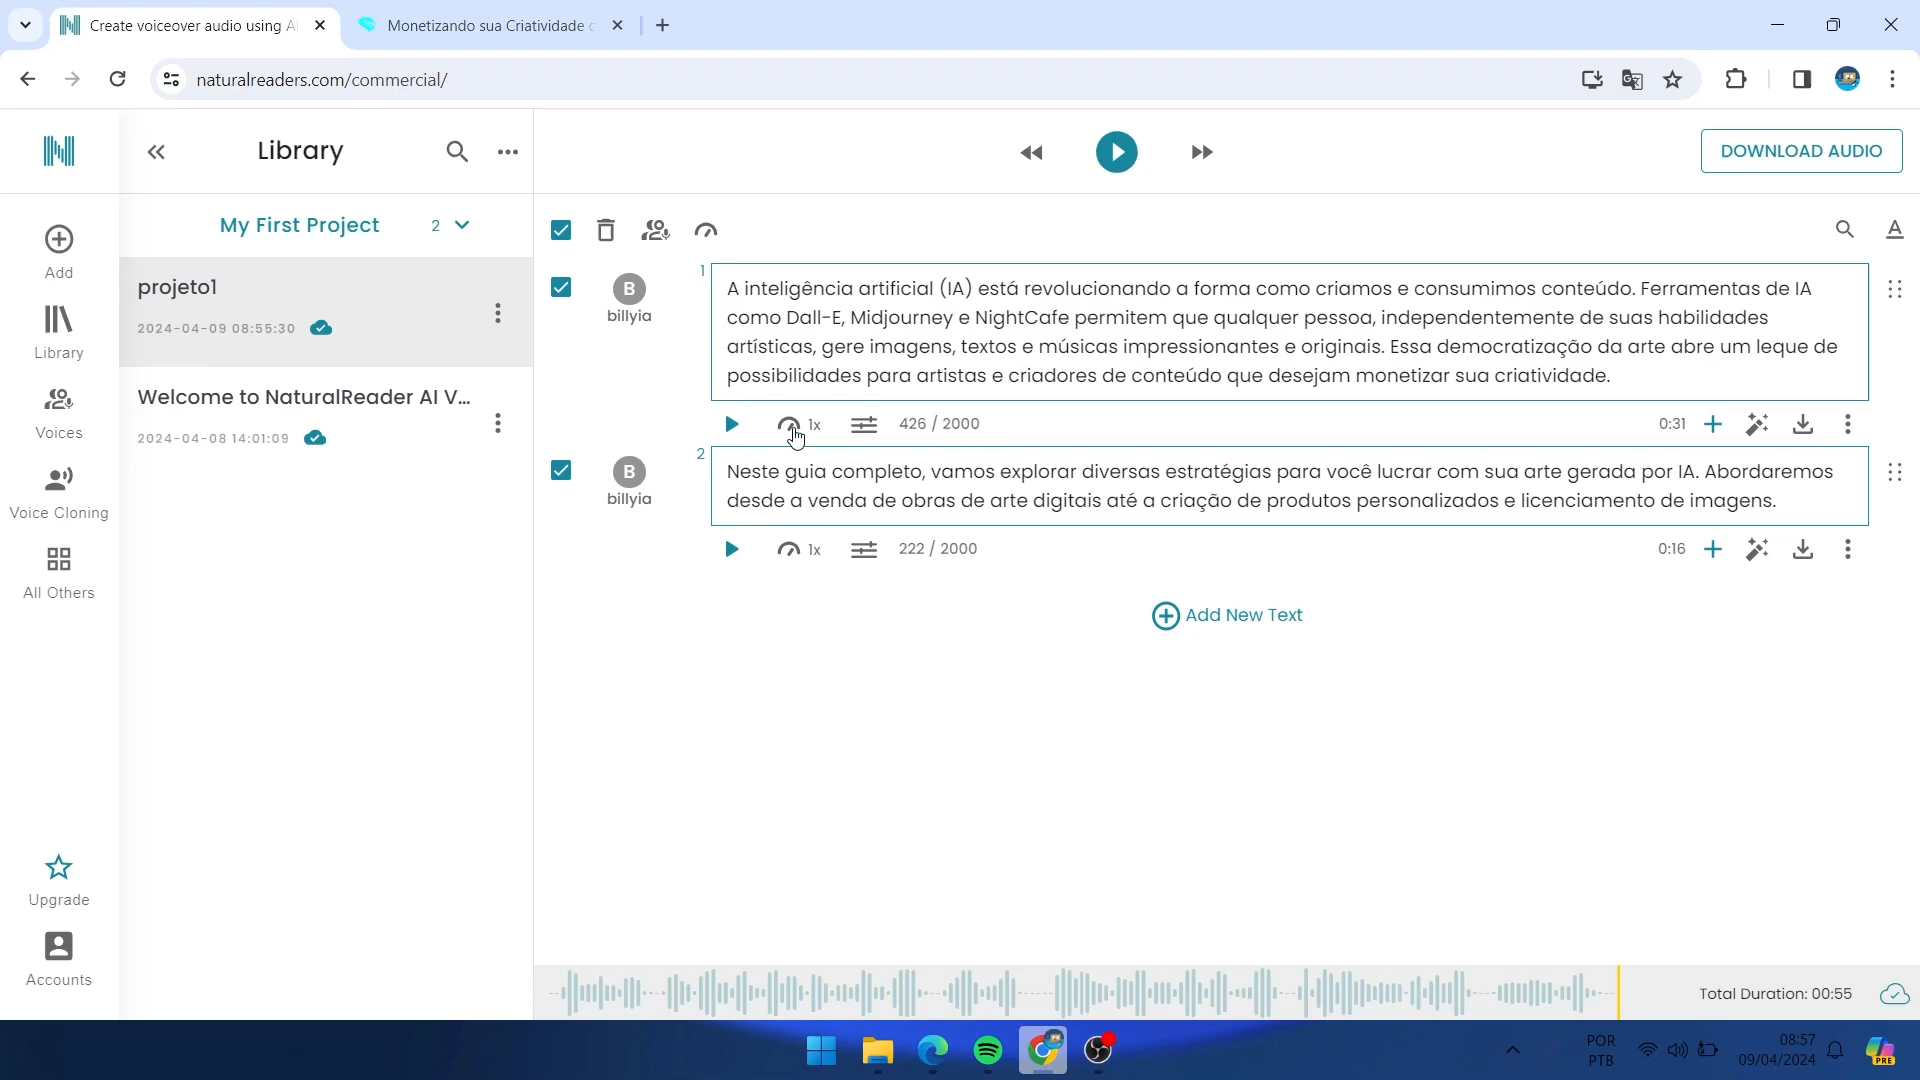 Create voiceover audio using AI
Monetizando sua Criatividade c
naturalreaders.com/commercial/
Library
DOWNLOAD AUDIO
My First Project 2
Add
projeto1
2024-04-09 08:55:30
Library
Welcome to NaturalReader AI V...
2024-04-08 14:01:09
Voices
Voice Cloning
All Others
Upgrade
Accounts
B
billyia
1
A inteligência artificial (IA) está revolucionando a forma como criamos e consumimos conteúdo. Ferramentas de IA
como Dall-E, Midjourney e NightCafe permitem que qualquer pessoa, independentemente de suas habilidades
artísticas, gere imagens, textos e músicas impressionantes e originais. Essa democratização da arte abre um leque de
possibilidades para artistas e criadores de conteúdo que desejam monetizar sua criatividade.
1x 426 / 2000 0:31
B
billyia
2
Neste guia completo, vamos explorar diversas estratégias para você lucrar com sua arte gerada por IA. Abordaremos
desde a venda de obras de arte digitais até a criação de produtos personalizados e licenciamento de imagens.
1x 222 / 2000 0:16
Add New Text
Total Duration: 00:55
POR
PTB
08:57
09/04/2024
PRE